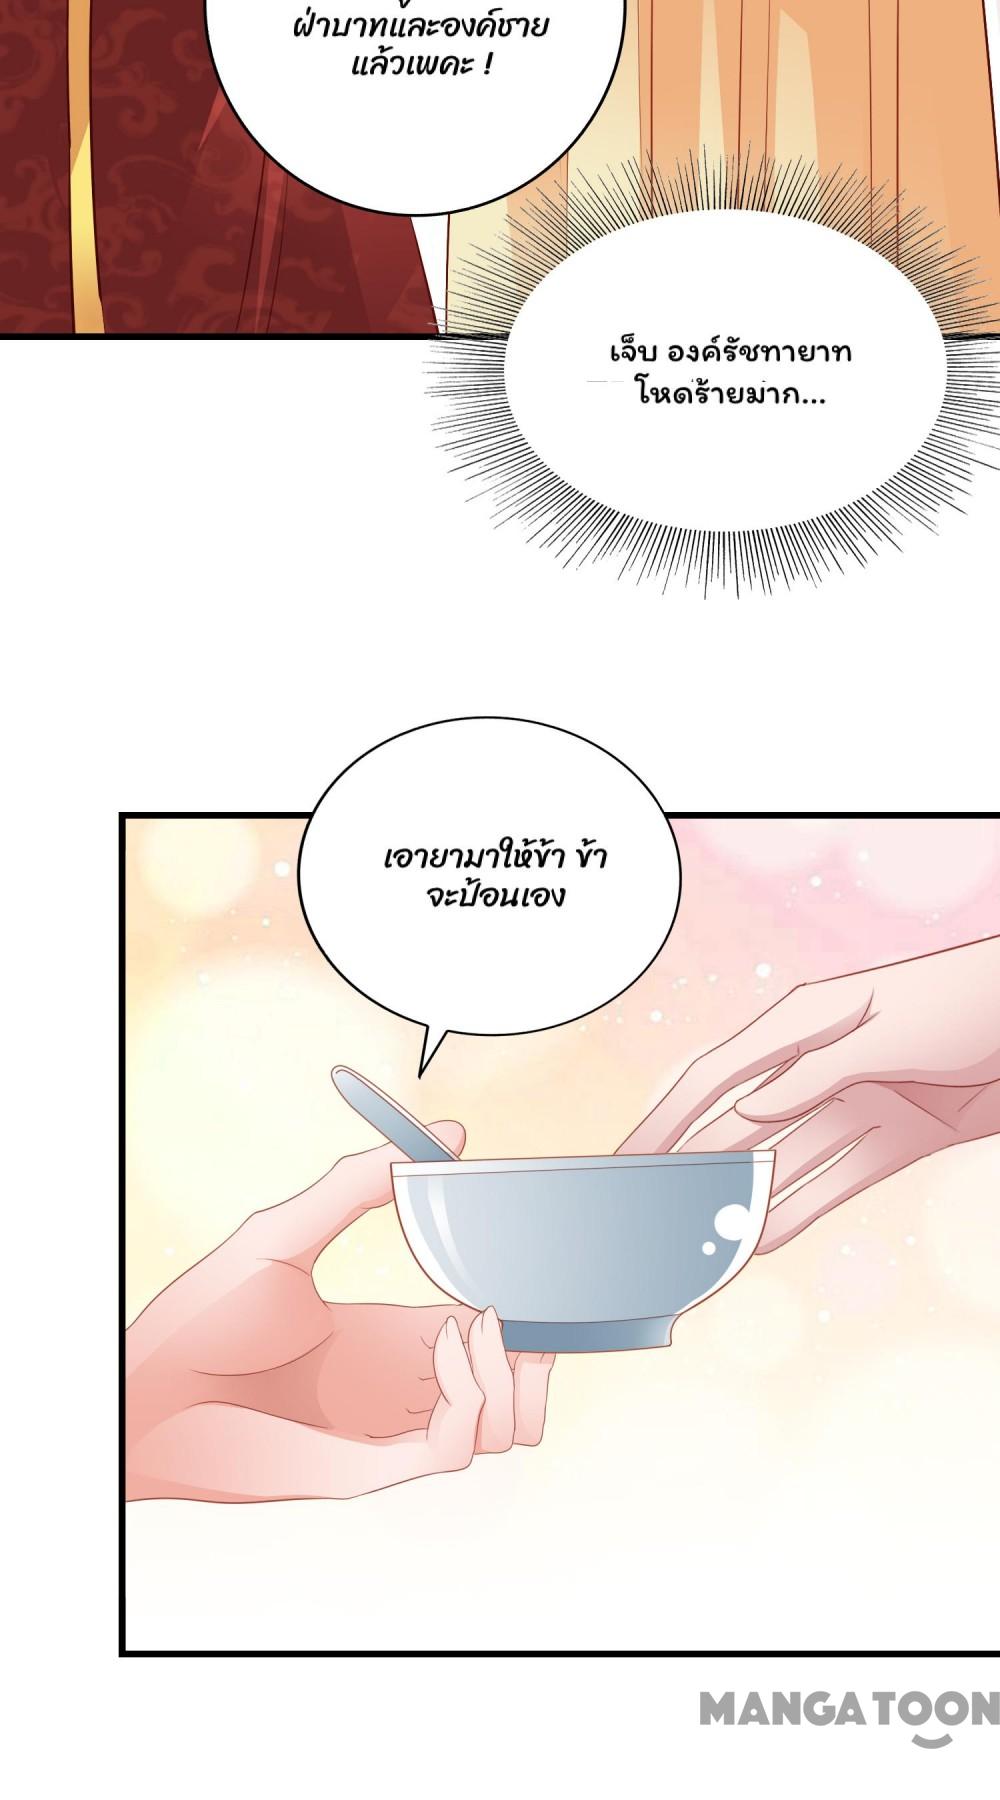 ฝ่าบาทและองค์ชาย
แล้วเพคะ !
เจ็บ องค์รัชทายาท
โหดร้ายมาก...
เอายามาให้ข้า ข้า
จะป้อนเอง
MANGATOON